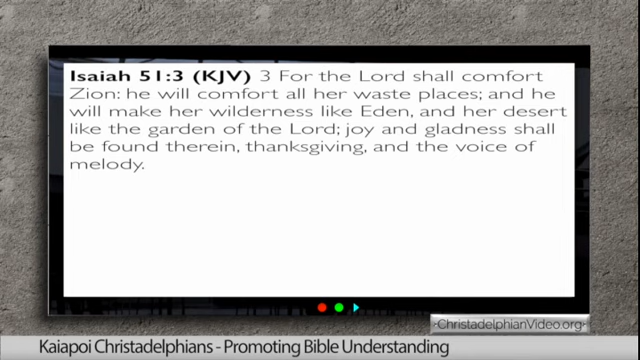 Isaiah 51:3 (KJV) 3 For the Lord shall comfort
Zion: he will comfort all her waste places; and he
will make her wilderness like Eden, and her desert
like the garden of the Lord; joy and gladness shall
be found therein, thanksgiving, and the voice of
melody.
ChristadelphianVideo.org
Kaiapoi Christadelphians - Promoting Bible Understanding